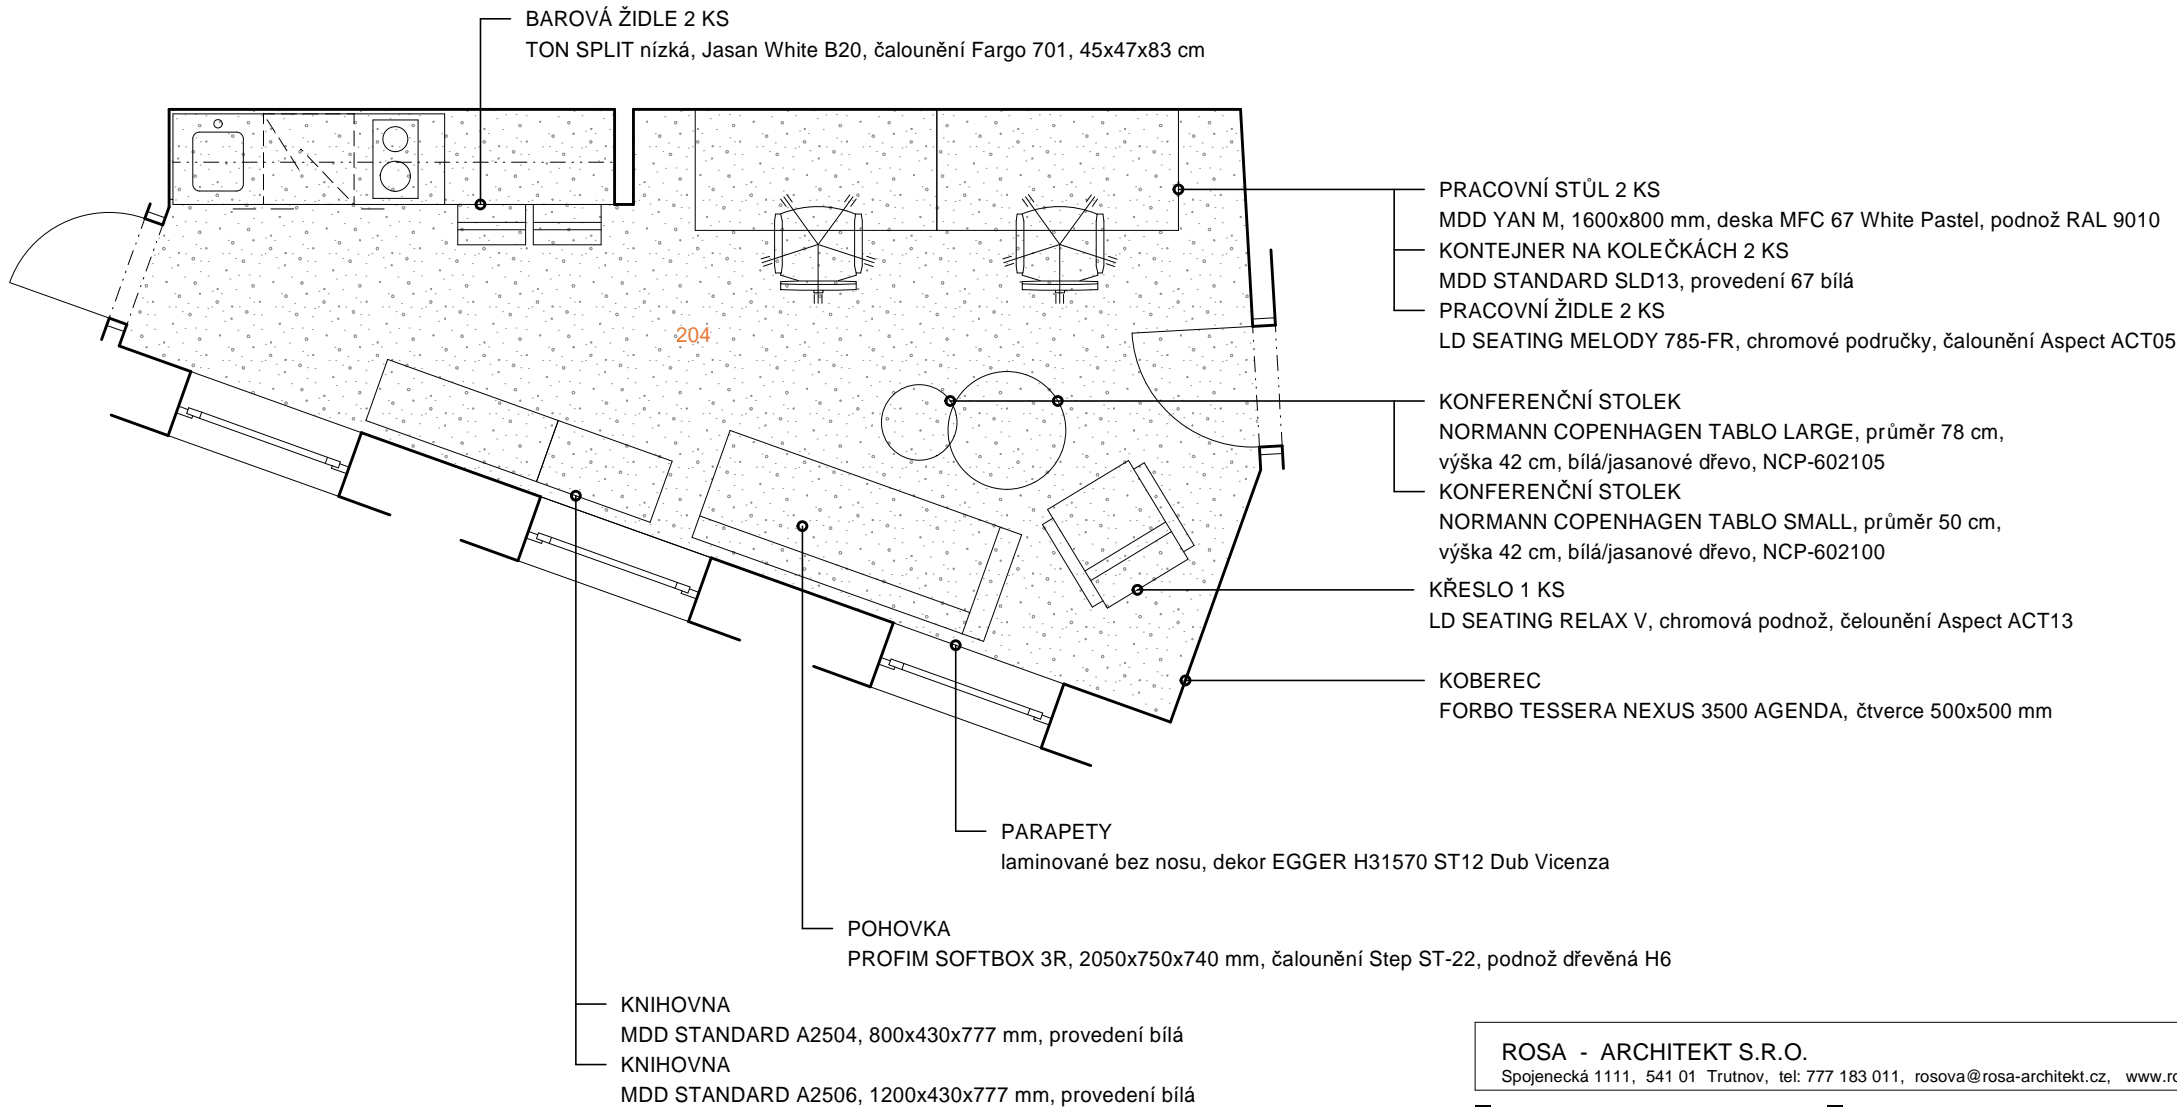 BAROVÁ ŽIDLE 2 KS
TON SPLIT nízká, Jasan White B20, čalounění Fargo 701, 45x47x83 cm
PRACOVNÍ STŮL 2 KS
MDD YAN M, 1600x800 mm, deska MFC 67 White Pastel, podnož RAL 9010
KONTEJNER NA KOLEČKÁCH 2 KS
MDD STANDARD SLD13, provedení 67 bílá
PRACOVNÍ ŽIDLE 2 KS
LD SEATING MELODY 785-FR, chromové područky, čalounění Aspect ACT05
204
KONFERENČNÍ STOLEK
NORMANN COPENHAGEN TABLO LARGE, průměr 78 cm,
výška 42 cm, bílá/jasanové dřevo, NCP-602105
KONFERENČNÍ STOLEK
NORMANN COPENHAGEN TABLO SMALL, průměr 50 cm,
výška 42 cm, bílá/jasanové dřevo, NCP-602100
KŘESLO 1 KS
LD SEATING RELAX V, chromová podnož, čelounění Aspect ACT13
KOBEREC
FORBO TESSERA NEXUS 3500 AGENDA, čtverce 500x500 mm
PARAPETY
laminované bez nosu, dekor EGGER H31570 ST12 Dub Vicenza
POHOVKA
PROFIM SOFTBOX 3R, 2050x750x740 mm, čalounění Step ST-22, podnož dřevěná H6
KNIHOVNA
MDD STANDARD A2504, 800x430x777 mm, provedení bílá
KNIHOVNA
MDD STANDARD A2506, 1200x430x777 mm, provedení bílá
ROSA - ARCHITEKT S.R.O.
Spojenecká 1111, 541 01 Trutnov, tel: 777 183 011, rosova@rosa-architekt.cz,